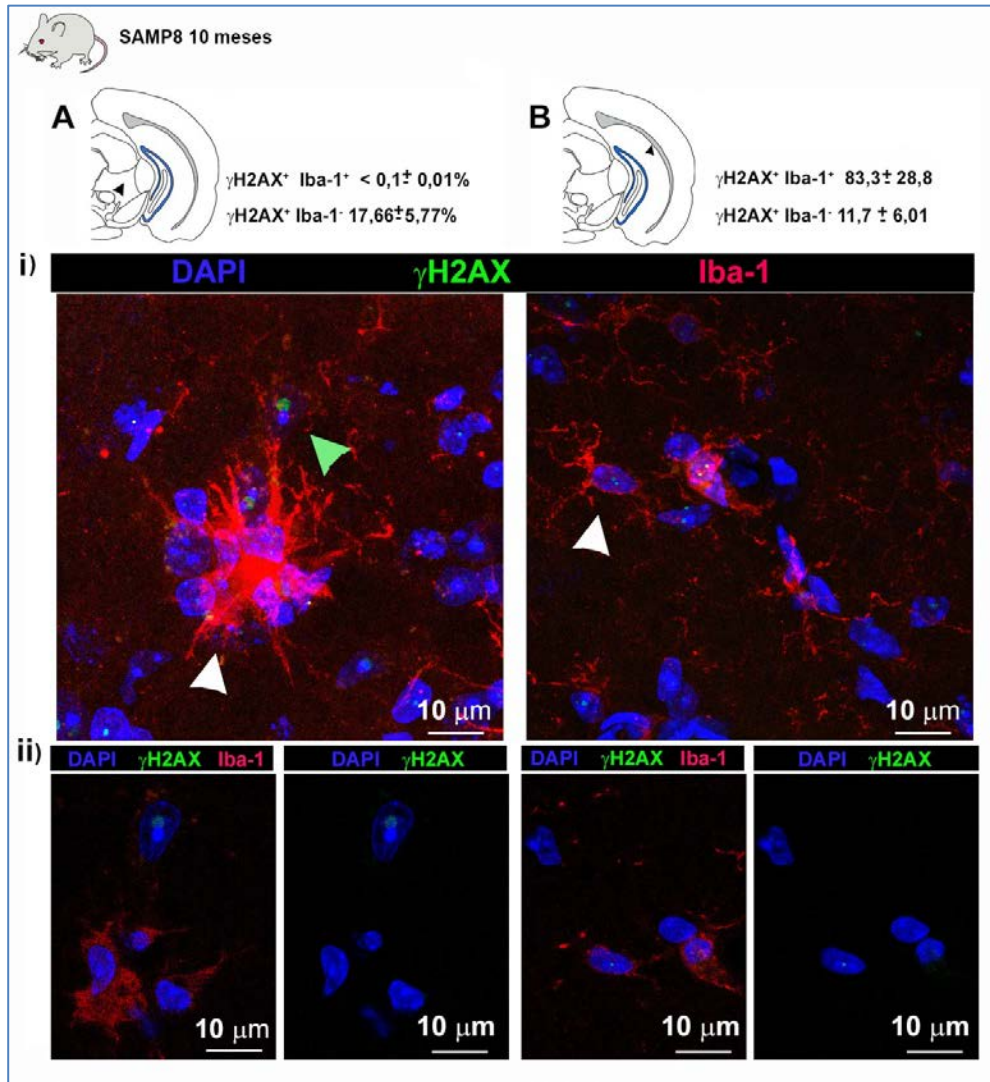 SAMP8 10 meses
A
γH2AX⁺ Iba-1⁺ < 0,1± 0,01%
γH2AX⁺ Iba-1⁻ 17,66±5,77%
B
γH2AX⁺ Iba-1⁺ 83,3± 28,8
γH2AX⁺ Iba-1⁻ 11,7 ± 6,01
i)
DAPI γH2AX Iba-1
10 μm
10 μm
ii)
DAPI γH2AX Iba-1
DAPI γH2AX
DAPI γH2AX Iba-1
DAPI γH2AX
10 μm
10 μm
10 μm
10 μm